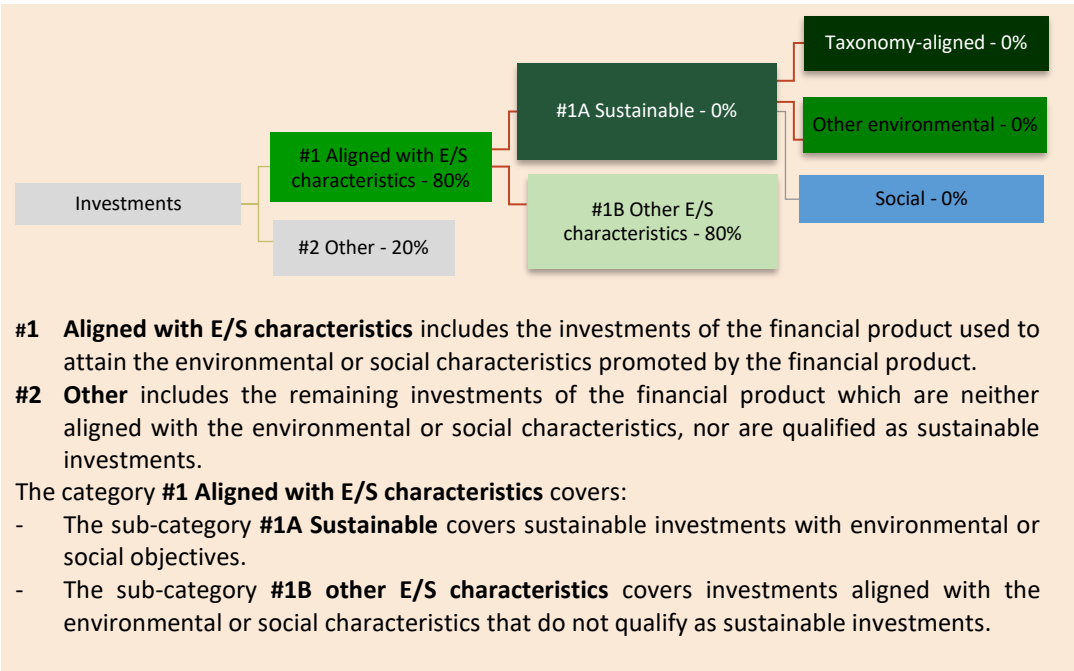 Taxonomy-aligned - 0%
#1A Sustainable - 0%
Other environmental - 0%
#1 Aligned with E/S
characteristics - 80%
Investments
Social - 0%
#1B Other E/S
characteristics - 80%
#2 Other - 20%
#1 Aligned with E/S characteristics includes the investments of the financial product used to
attain the environmental or social characteristics promoted by the financial product.
#2 Other includes the remaining investments of the financial product which are neither
aligned with the environmental or social characteristics, nor are qualified as sustainable
investments.
The category #1 Aligned with E/S characteristics covers:
- The sub-category #1A Sustainable covers sustainable investments with environmental or
social objectives.
- The sub-category #1B other E/S characteristics covers investments aligned with the
environmental or social characteristics that do not qualify as sustainable investments.